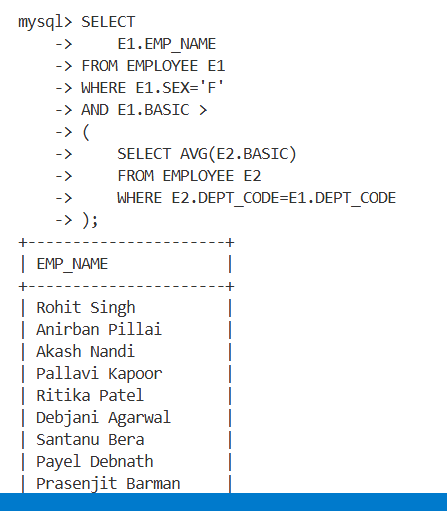 mysql> SELECT
    ->     E1.EMP_NAME
    -> FROM EMPLOYEE E1
    -> WHERE E1.SEX='F'
    -> AND E1.BASIC >
    -> (
    ->     SELECT AVG(E2.BASIC)
    ->     FROM EMPLOYEE E2
    ->     WHERE E2.DEPT_CODE=E1.DEPT_CODE
    -> );
+----------------------+
| EMP_NAME             |
+----------------------+
| Rohit Singh          |
| Anirban Pillai       |
| Akash Nandi          |
| Pallavi Kapoor       |
| Ritika Patel         |
| Debjani Agarwal      |
| Santanu Bera         |
| Payel Debnath        |
| Prasenjit Barman     |